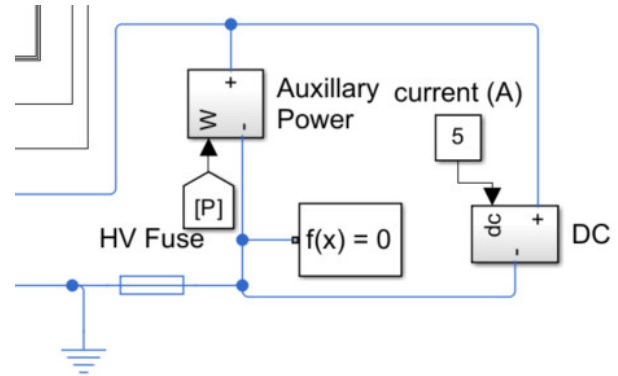 +
W
-
Auxillary
Power
current (A)
5
[P]
HV Fuse
f(x) = 0
dc
+
-
DC